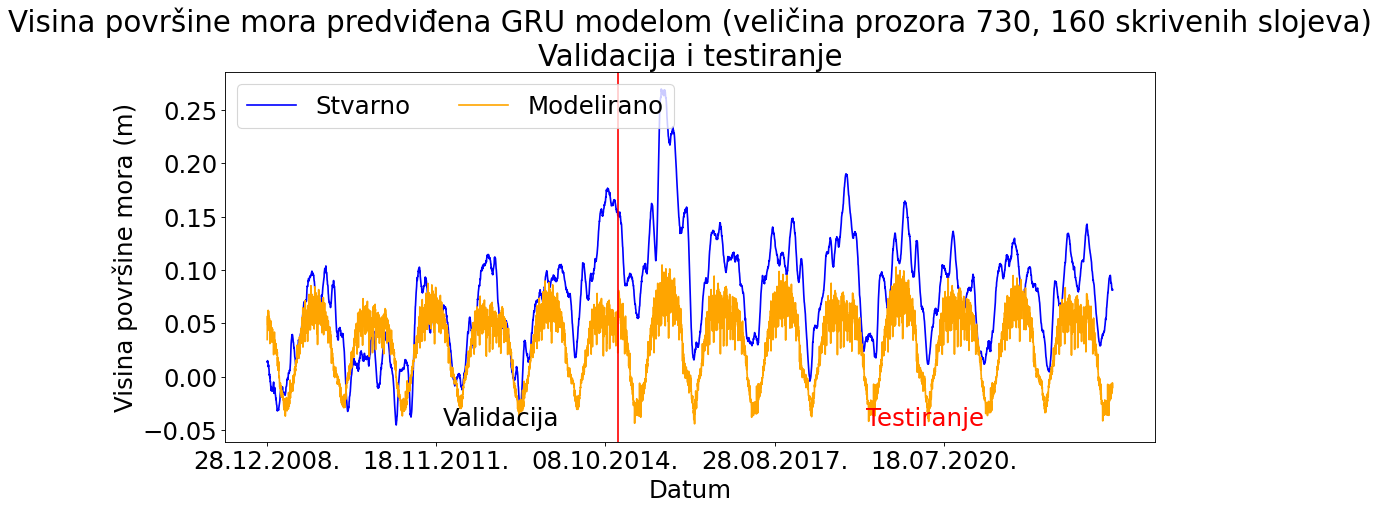 Visina površine mora predviđena GRU modelom (veličina prozora 730, 160 skrivenih slojeva)
Validacija i testiranje
Stvarno
Modelirano
Visina površine mora (m)
0.25
0.20
0.15
0.10
0.05
0.00
−0.05
Validacija
Testiranje
28.12.2008.
18.11.2011.
08.10.2014.
28.08.2017.
18.07.2020.
Datum